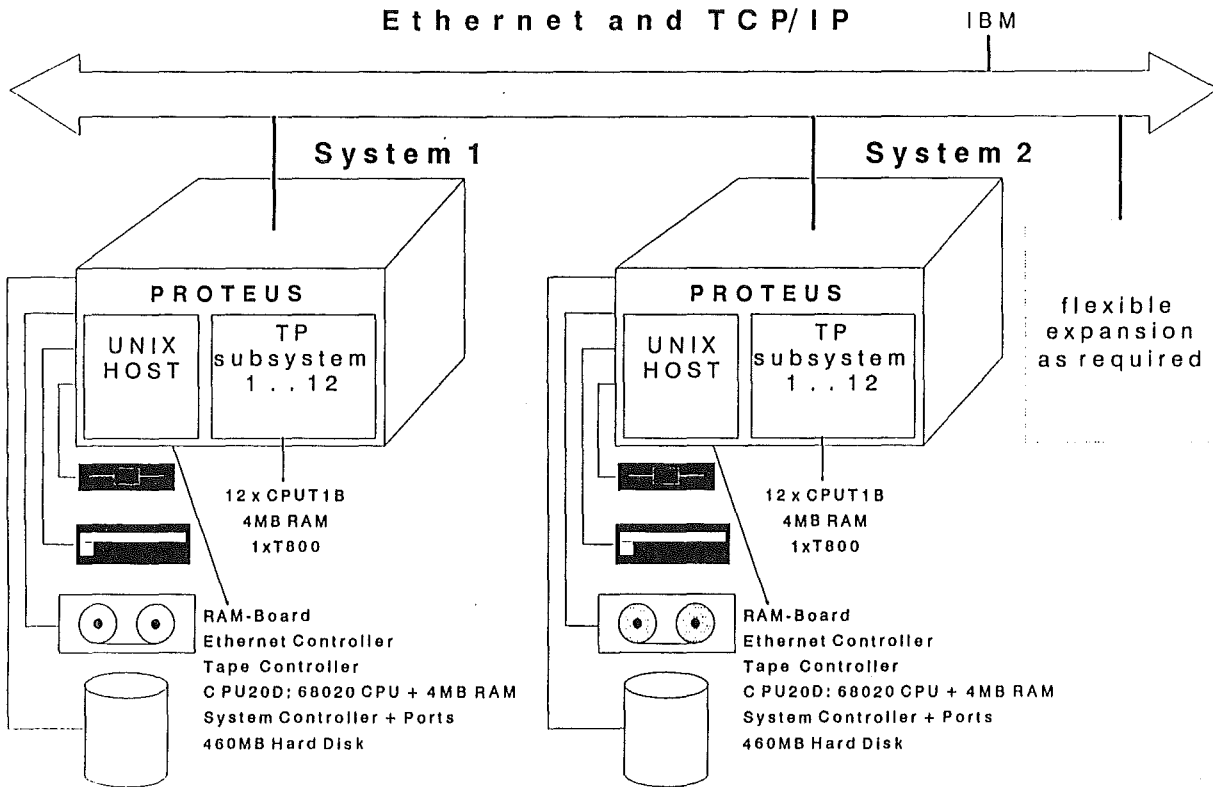 Ethernet and TCP/IP
IBM
System 1
PROTEUS
UNIX
HOST
TP
subsystem
1 . . 12
12 x CPUT1B
4MB RAM
1xT800
RAM-Board
Ethernet Controller
Tape Controller
CPU20D: 68020 CPU + 4MB RAM
System Controller + Ports
460MB Hard Disk
System 2
PROTEUS
UNIX
HOST
TP
subsystem
1 . . 12
12 x CPUT1B
4MB RAM
1xT800
RAM-Board
Ethernet Controller
Tape Controller
CPU20D: 68020 CPU + 4MB RAM
System Controller + Ports
460MB Hard Disk
flexible
expansion
as required